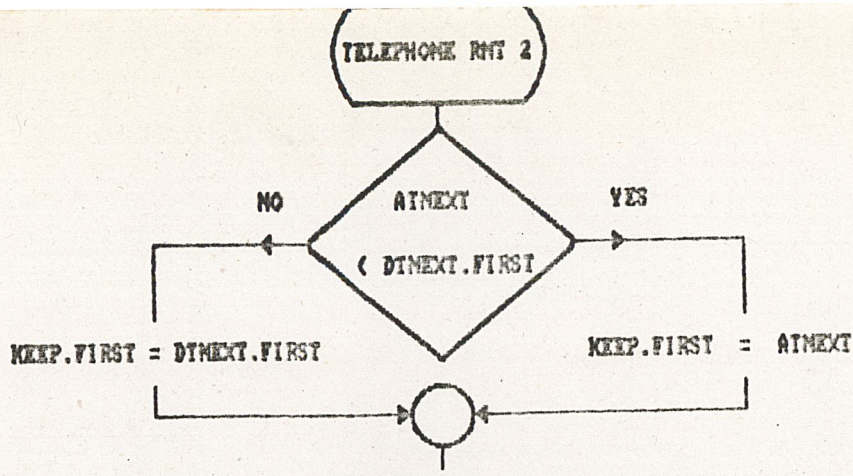 TELEPHONE RMT 2
ATNEXT
NO
YES
< DTNEXT.FIRST
KEEP.FIRST = DTNEXT.FIRST
KEEP.FIRST = ATNEXT